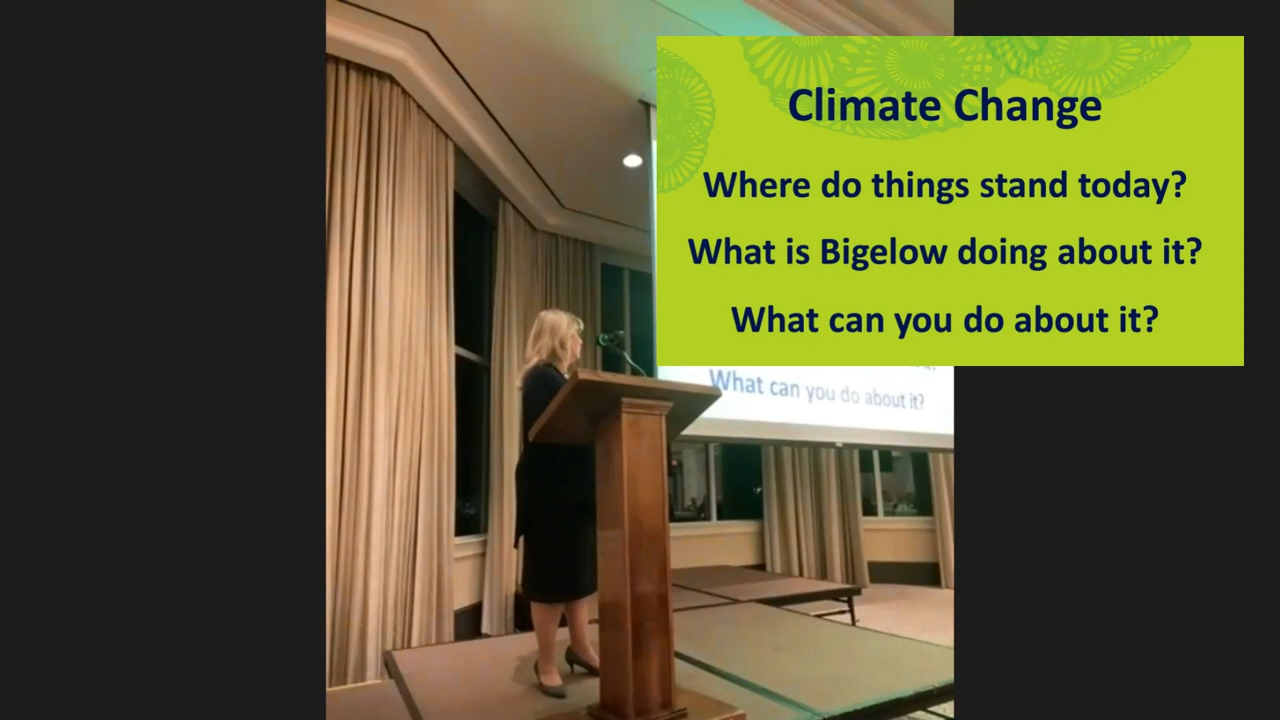 Climate Change
Where do things stand today?
What is Bigelow doing about it?
What can you do about it?
What can you do about it?